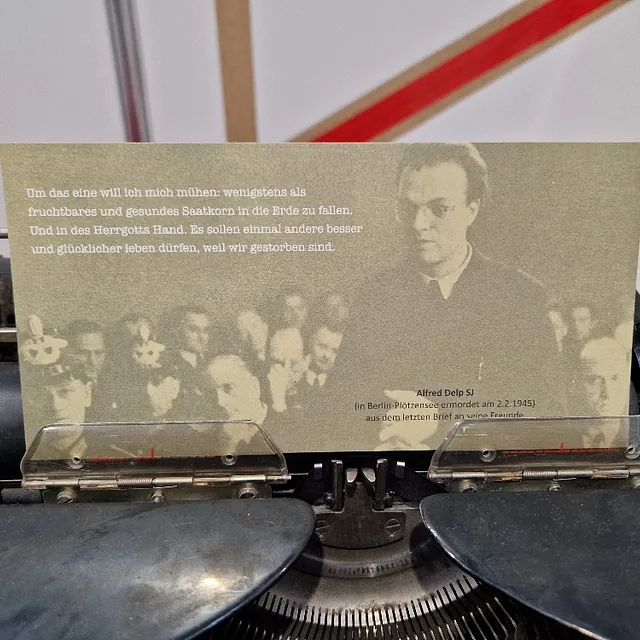 Um das eine will ich mich mühen: wenigstens als
fruchtbares und gesundes Saatkorn in die Erde zu fallen.
Und in des Herrgotts Hand. Es sollen einmal andere besser
und glücklicher leben dürfen, weil wir gestorben sind.
Alfred Delp SJ
(in Berlin-Plötzensee ermordet am 2.2.1945)
aus dem letzten Brief an seine Freunde